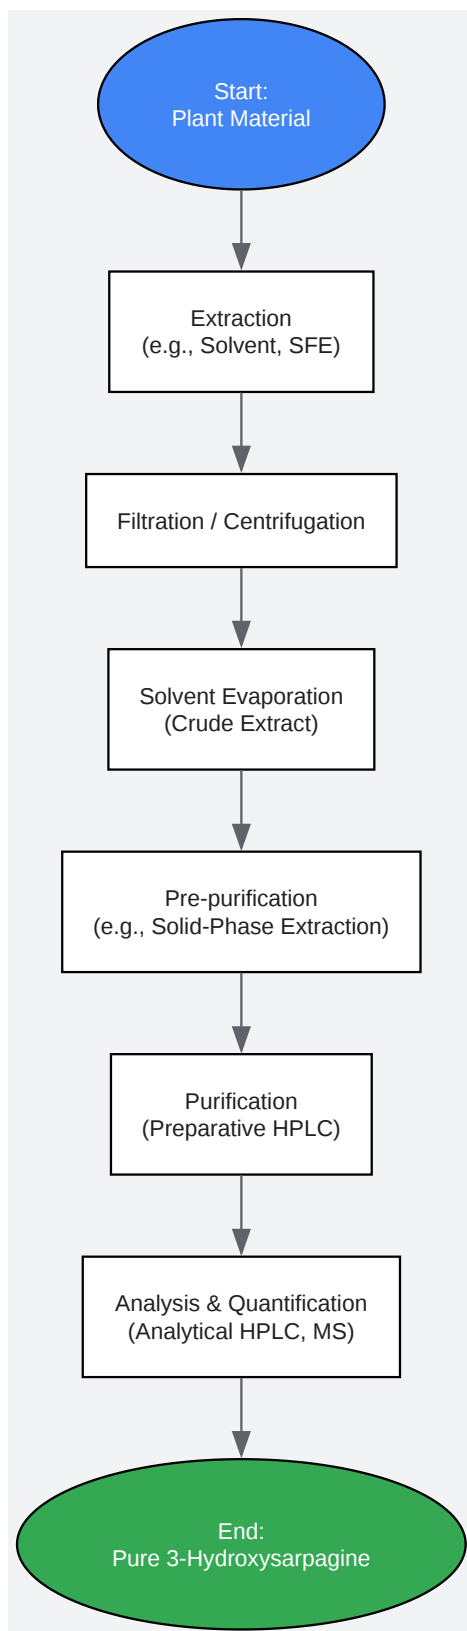 Start:
Plant Material
Extraction
(e.g., Solvent, SFE)
Filtration / Centrifugation
Solvent Evaporation
(Crude Extract)
Pre-purification
(e.g., Solid-Phase Extraction)
Purification
(Preparative HPLC)
Analysis & Quantification
(Analytical HPLC, MS)
End:
Pure 3-Hydroxysarpagine